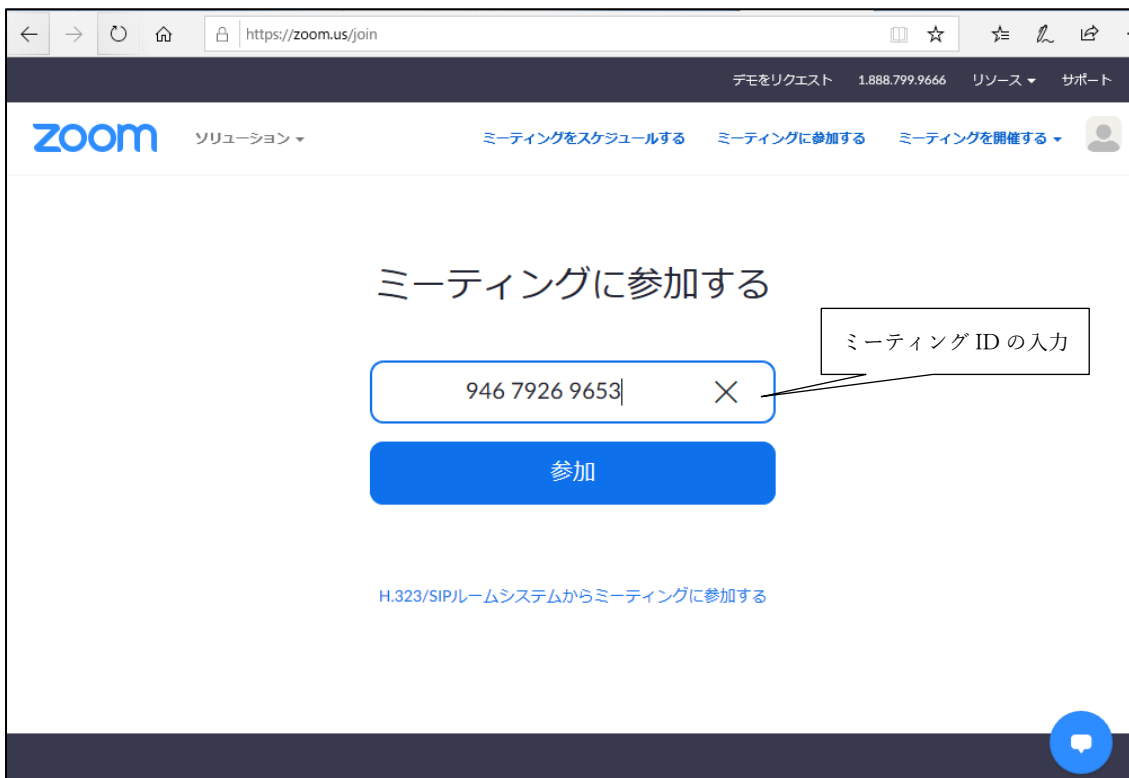 https://zoom.us/join
デモをリクエスト 1.888.799.9666 リソース サポート
zoom ソリューション ミーティングをスケジュールする ミーティングに参加する ミーティングを開催する
ミーティングに参加する
ミーティング ID の入力
946 7926 9653
参加
H.323/SIPルームシステムからミーティングに参加する